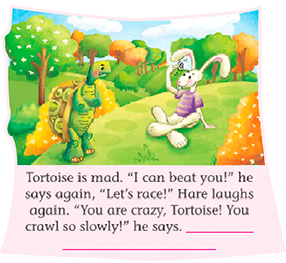 Tortoise is mad. “I can beat you!” he
says again, “Let’s race!” Hare laughs
again. “You are crazy, Tortoise! You
crawl so slowly!” he says.